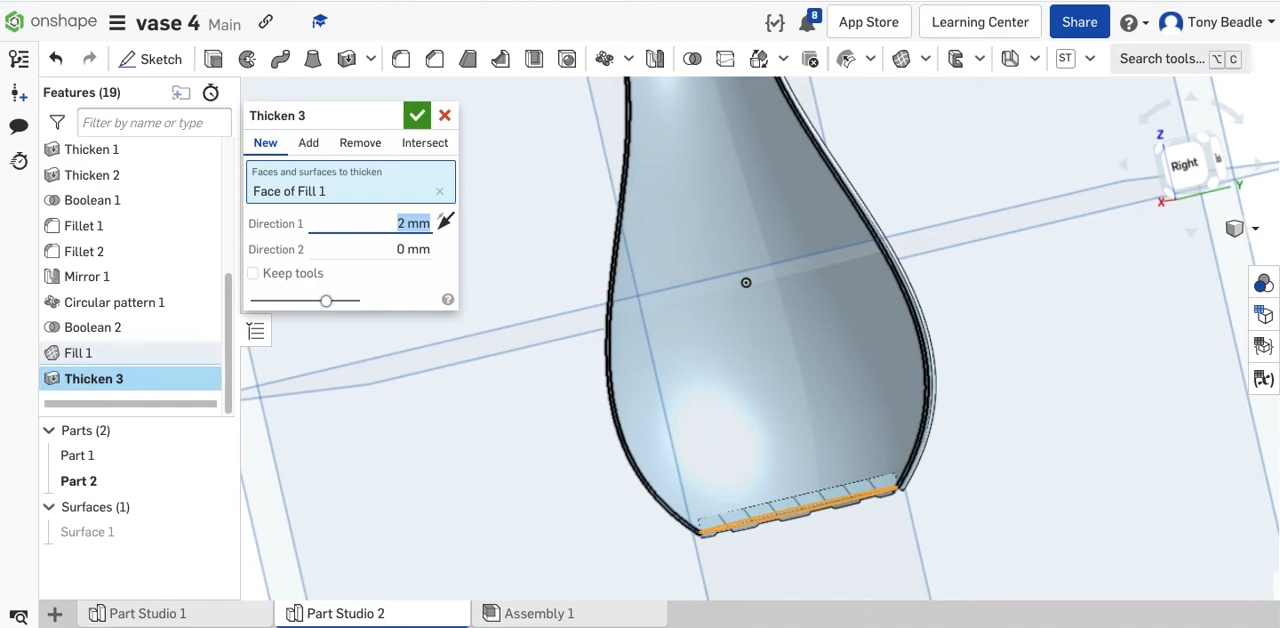 onshape vase 4 Main 8 App Store Learning Center Share Tony Beadle
Sketch ST Search tools... ⌥ C
Features (19)
Filter by name or type
Thicken 1
Thicken 2
Boolean 1
Fillet 1
Fillet 2
Mirror 1
Circular pattern 1
Boolean 2
Fill 1
Thicken 3
Parts (2)
Part 1
Part 2
Surfaces (1)
Surface 1
Thicken 3
New Add Remove Intersect
Faces and surfaces to thicken
Face of Fill 1
Direction 1 2 mm
Direction 2 0 mm
Keep tools
Z
Right
Y
X
Part Studio 1 Part Studio 2 Assembly 1